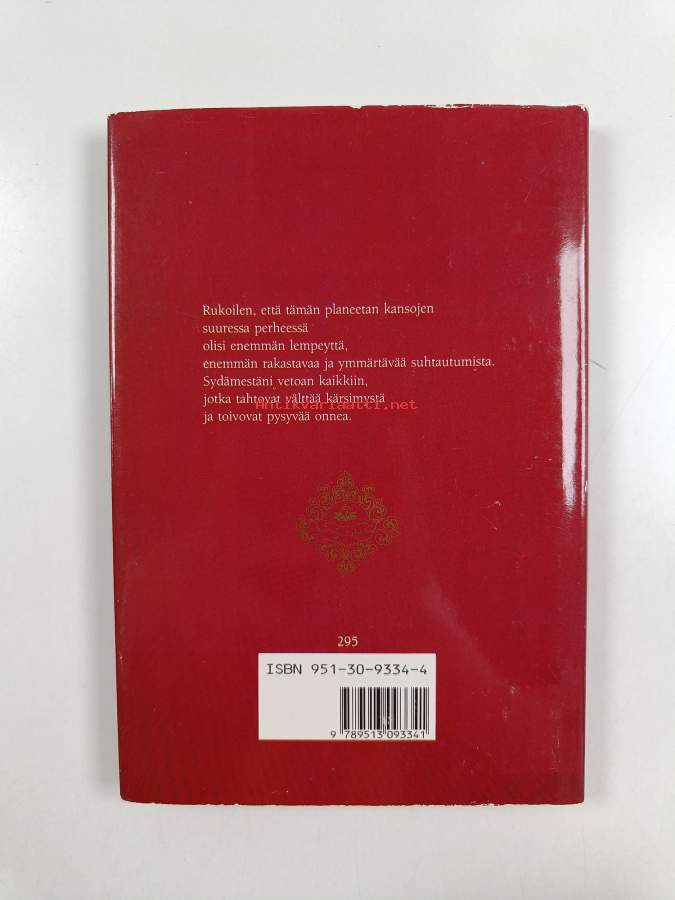 Rukoilen, että tämän planeetan kansojen
suuressa perheessä
olisi enemmän lempeyttä,
enemmän rakastavaa ja ymmärtävää suhtautumista.
Sydämestäni vetoan kaikkiin,
jotka tahtovat välttää kärsimystä
Antikvariaatti.net
ja toivovat pysyvää onnea.
295
ISBN 951-30-9334-4
9 789513 093341